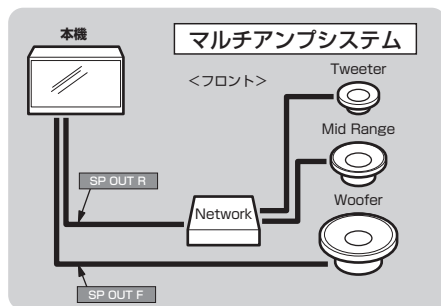 本機
マルチアンプシステム
<フロント>
Tweeter
Mid Range
SP OUT R
Network
Woofer
SP OUT F